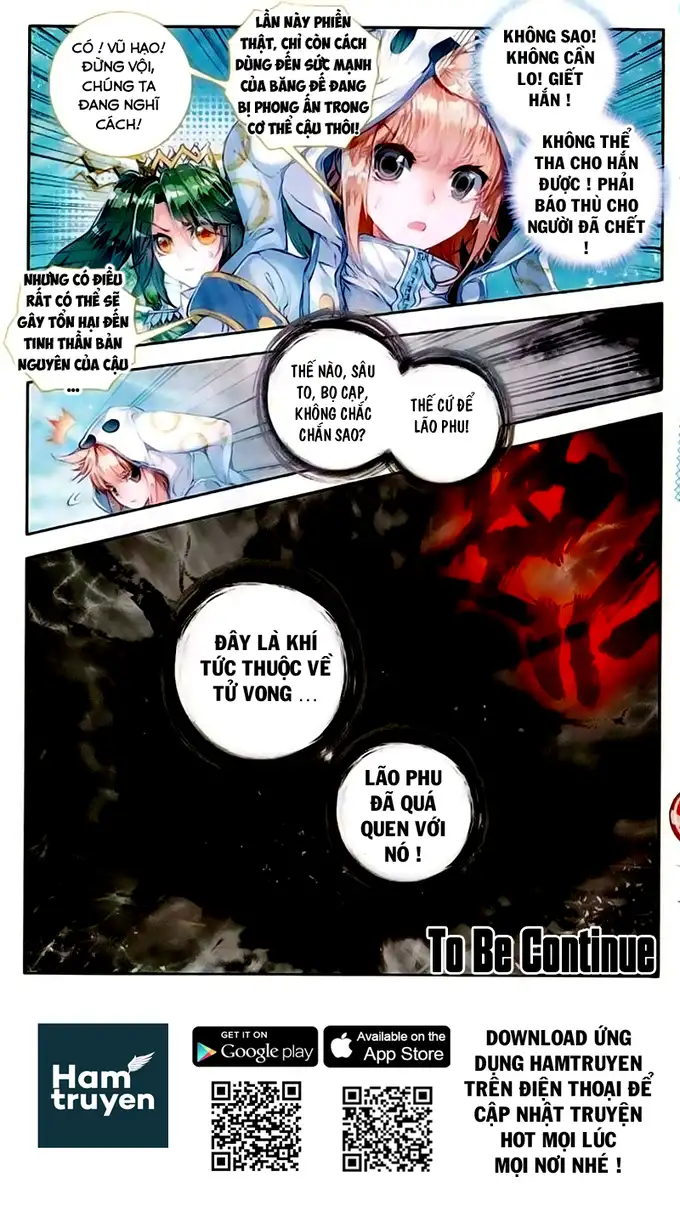 CÓ ! VŨ HẠO!
ĐỪNG VỘI,
CHÚNG TA
ĐANG NGHĨ
CÁCH!
LẦN NÀY PHIỀN
THẬT, CHỈ CÒN CÁCH
DÙNG ĐẾN SỨC MẠNH
CỦA BĂNG ĐẾ ĐANG
BỊ PHONG ẤN TRONG
CƠ THỂ CẬU THÔI!
KHÔNG SAO!
KHÔNG CẦN
LO! GIẾT
HẮN !
KHÔNG THỂ
THA CHO HẮN
ĐƯỢC ! PHẢI
BÁO THÙ CHO
NGƯỜI ĐÃ CHẾT
!
NHƯNG CÓ ĐIỀU
RẤT CÓ THỂ SẼ
GÂY TỔN HẠI ĐẾN
TINH THẦN BẢN
NGUYÊN CỦA CẬU
...
THẾ NÀO, SÂU
TO, BỌ CẠP,
KHÔNG CHẮC
CHẮN SAO?
THẾ CỨ ĐỂ
LÃO PHU!
ĐÂY LÀ KHÍ
TỨC THUỘC VỀ
TỬ VONG ...
LÃO PHU
ĐÃ QUÁ
QUEN VỚI
NÓ !
To Be Continue
Ham
truyen
GET IT ON
Google play
Available on the
App Store
DOWNLOAD ỨNG
DỤNG HAMTRUYEN
TRÊN ĐIỆN THOẠI ĐỂ
CẬP NHẬT TRUYỆN
HOT MỌI LÚC
MỌI NƠI NHÉ !